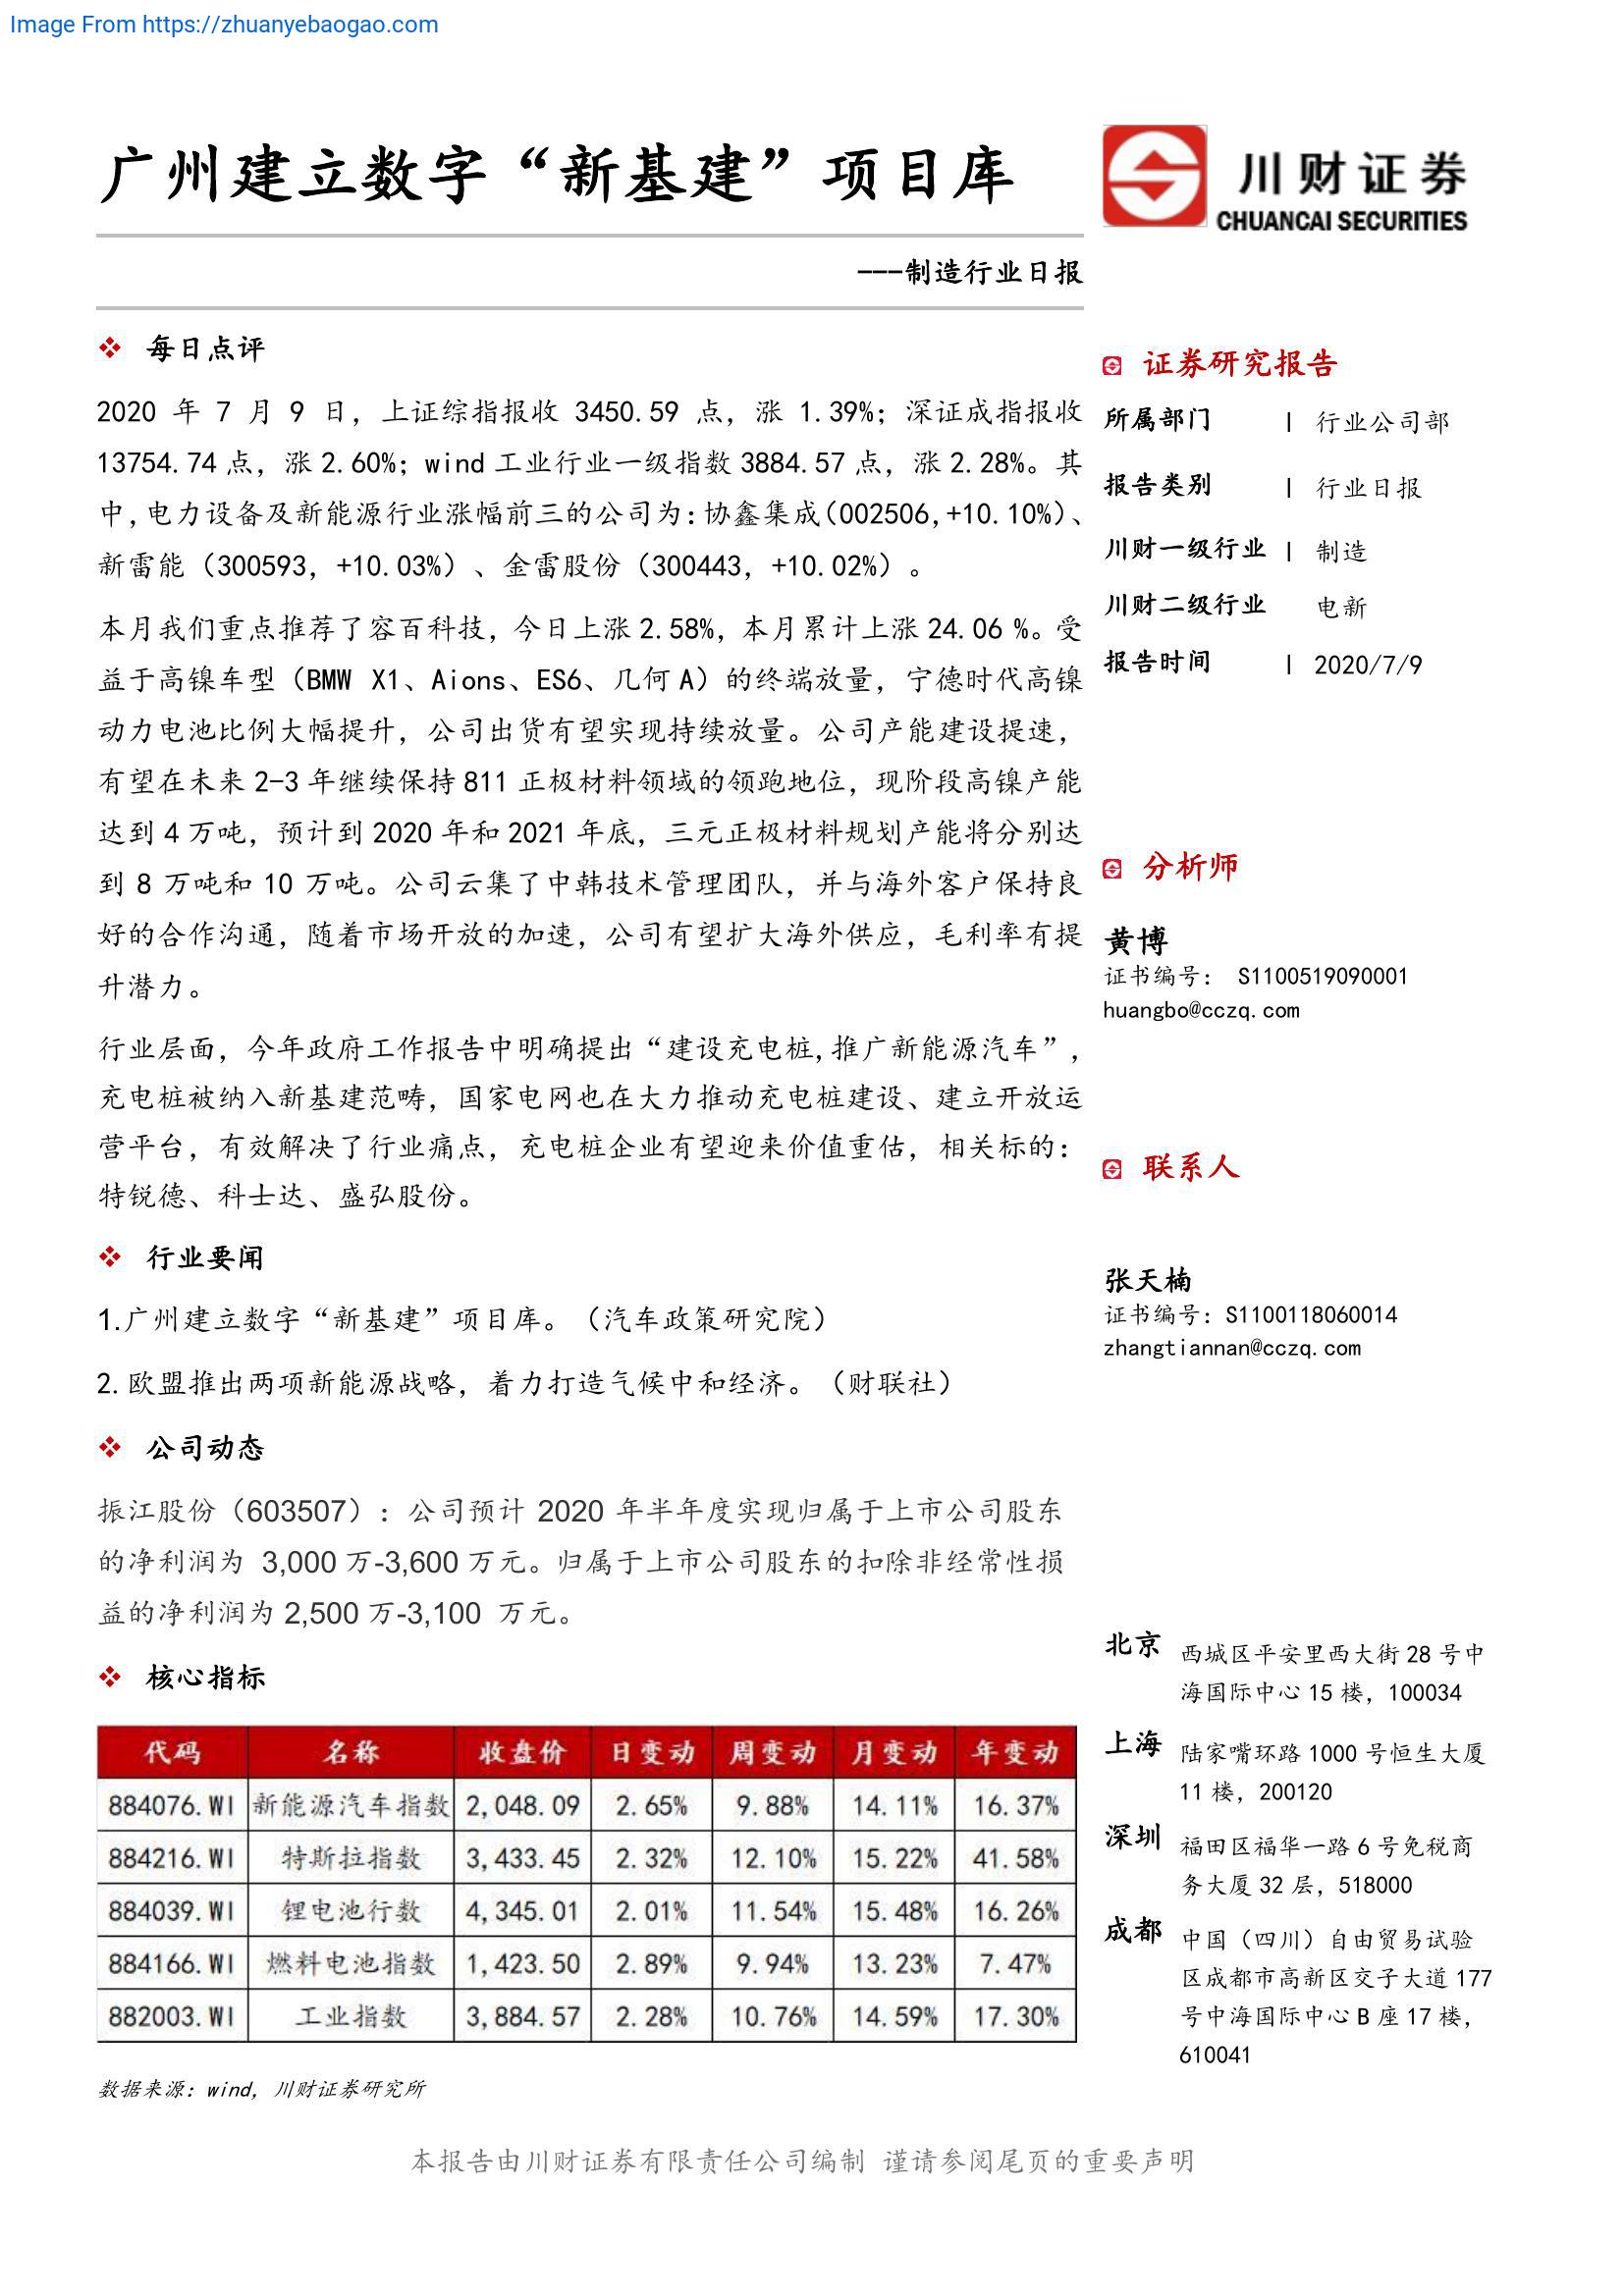 Image From https://zhuanyebaogao.com
广州建立数字“新基建”项目库
川财证券
CHUANCAI SECURITIES
---制造行业日报
❖ 每日点评
2020 年 7 月 9 日，上证综指报收 3450.59 点，涨 1.39%；深证成指报收
13754.74 点，涨 2.60%；wind 工业行业一级指数 3884.57 点，涨 2.28%。其
中，电力设备及新能源行业涨幅前三的公司为：协鑫集成（002506,+10.10%）、
新雷能（300593，+10.03%）、金雷股份（300443，+10.02%）。
本月我们重点推荐了容百科技，今日上涨 2.58%，本月累计上涨 24.06 %。受
益于高镍车型（BMW X1、Aions、ES6、几何 A）的终端放量，宁德时代高镍
动力电池比例大幅提升，公司出货有望实现持续放量。公司产能建设提速，
有望在未来 2-3 年继续保持 811 正极材料领域的领跑地位，现阶段高镍产能
达到 4 万吨，预计到 2020 年和 2021 年底，三元正极材料规划产能将分别达
到 8 万吨和 10 万吨。公司云集了中韩技术管理团队，并与海外客户保持良
好的合作沟通，随着市场开放的加速，公司有望扩大海外供应，毛利率有提
升潜力。
行业层面，今年政府工作报告中明确提出“建设充电桩,推广新能源汽车”，
充电桩被纳入新基建范畴，国家电网也在大力推动充电桩建设、建立开放运
营平台，有效解决了行业痛点，充电桩企业有望迎来价值重估，相关标的：
特锐德、科士达、盛弘股份。
❖ 行业要闻
1.广州建立数字“新基建”项目库。（汽车政策研究院）
2.欧盟推出两项新能源战略，着力打造气候中和经济。（财联社）
❖ 公司动态
振江股份（603507）：公司预计 2020 年半年度实现归属于上市公司股东
的净利润为 3,000 万-3,600 万元。归属于上市公司股东的扣除非经常性损
益的净利润为 2,500 万-3,100 万元。
❖ 核心指标
代码 名称 收盘价 日变动 周变动 月变动 年变动
884076.WI 新能源汽车指数 2,048.09 2.65% 9.88% 14.11% 16.37%
884216.WI 特斯拉指数 3,433.45 2.32% 12.10% 15.22% 41.58%
884039.WI 锂电池行数 4,345.01 2.01% 11.54% 15.48% 16.26%
884166.WI 燃料电池指数 1,423.50 2.89% 9.94% 13.23% 7.47%
882003.WI 工业指数 3,884.57 2.28% 10.76% 14.59% 17.30%
数据来源：wind，川财证券研究所
证券研究报告
所属部门 | 行业公司部
报告类别 | 行业日报
川财一级行业 | 制造
川财二级行业 电新
报告时间 | 2020/7/9
分析师
黄博
证书编号： S1100519090001
huangbo@cczq.com
联系人
张天楠
证书编号：S1100118060014
zhangtiannan@cczq.com
北京 西城区平安里西大街 28 号中
海国际中心 15 楼，100034
上海 陆家嘴环路 1000 号恒生大厦
11 楼，200120
深圳 福田区福华一路 6 号免税商
务大厦 32 层，518000
成都 中国（四川）自由贸易试验
区成都市高新区交子大道 177
号中海国际中心 B 座 17 楼，
610041
本报告由川财证券有限责任公司编制 谨请参阅尾页的重要声明